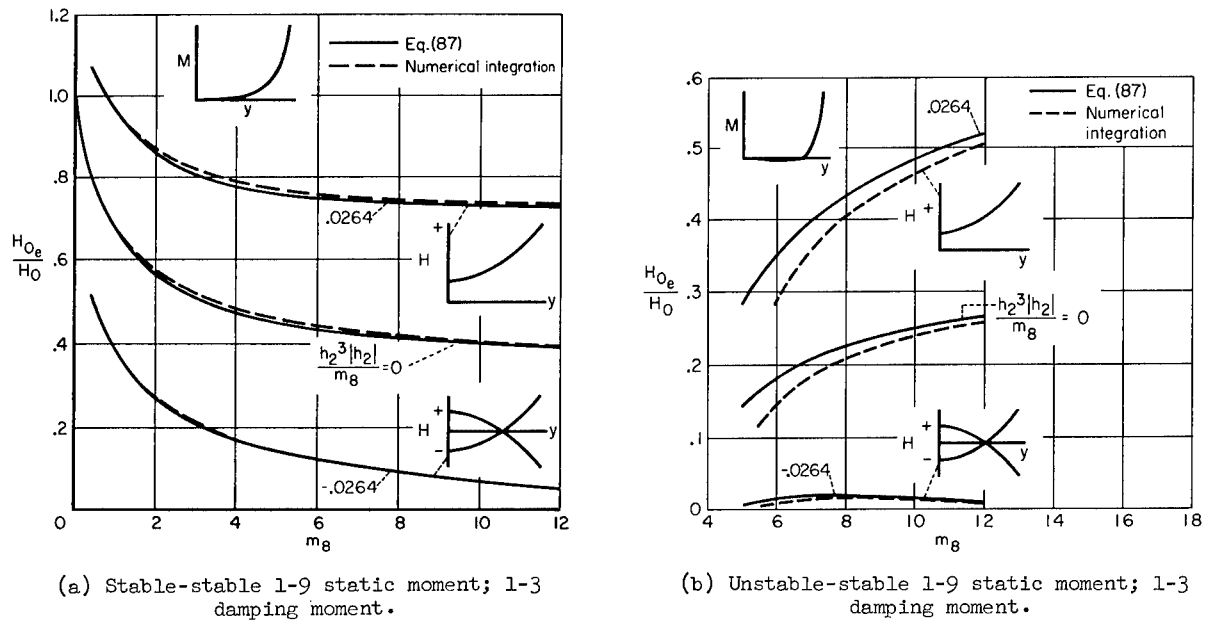 1.2
1.0
.8
.6
.4
.2
0
H0e
H0
M
y
Eq.(87)
Numerical integration
.0264
+
H
y
h2³|h2|
m8
=0
+
H
−
y
-.0264
0 2 4 6 8 10 12
m8
(a) Stable-stable 1-9 static moment; 1-3
damping moment.
.6
.5
.4
.3
.2
.1
0
H0e
H0
M
y
Eq. (87)
Numerical
integration
.0264
H
+
y
h2³|h2|
m8
= 0
+
H
−
y
-.0264
4 6 8 10 12 14 16 18
m8
(b) Unstable-stable 1-9 static moment; 1-3
damping moment.